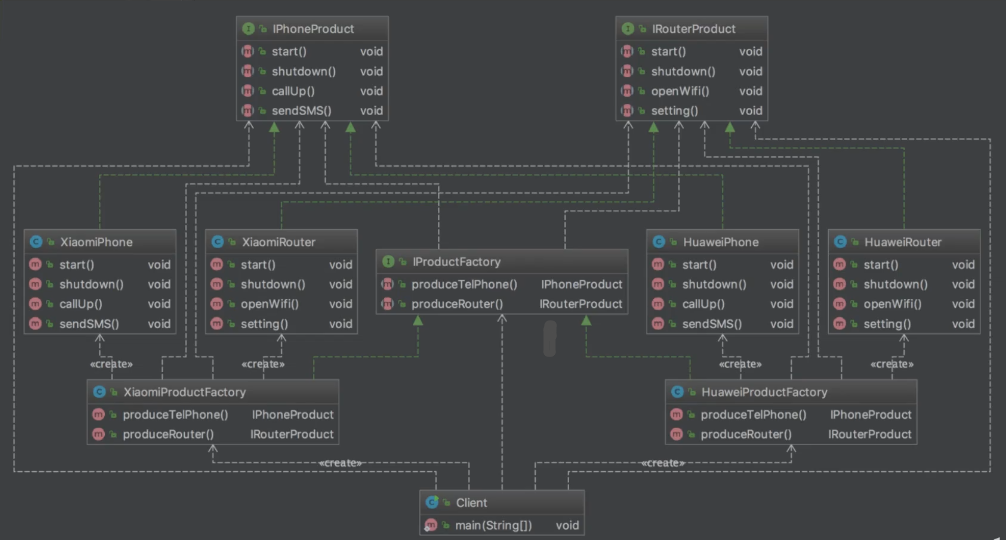 IPhoneProduct
start() void
shutdown() void
callUp() void
sendSMS() void
IRouterProduct
start() void
shutdown() void
openWifi() void
setting() void
XiaomiPhone
start() void
shutdown() void
callUp() void
sendSMS() void
XiaomiRouter
start() void
shutdown() void
openWifi() void
setting() void
IProductFactory
produceTelPhone() IPhoneProduct
produceRouter() IRouterProduct
HuaweiPhone
start() void
shutdown() void
callUp() void
sendSMS() void
HuaweiRouter
start() void
shutdown() void
openWifi() void
setting() void
«create»
«create»
«create»
«create»
XiaomiProductFactory
produceTelPhone() IPhoneProduct
produceRouter() IRouterProduct
HuaweiProductFactory
produceTelPhone() IPhoneProduct
produceRouter() IRouterProduct
«create»
«create»
Client
main(String[]) void